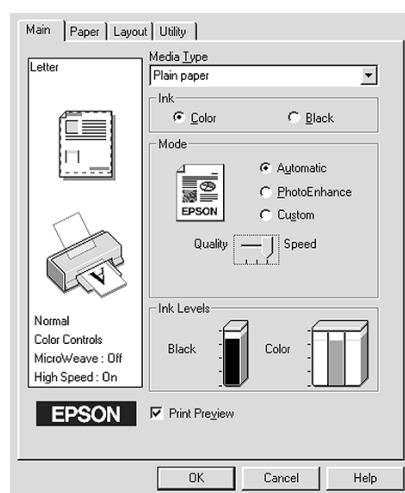 Main Paper Layout Utility
Letter
Media Type
Plain paper
Ink
Color Black
Mode
EPSON
Automatic
PhotoEnhance
Custom
Quality Speed
Normal
Color Controls
MicroWeave : Off
High Speed : On
Ink Levels
Black Color
EPSON
Print Preview
OK Cancel Help